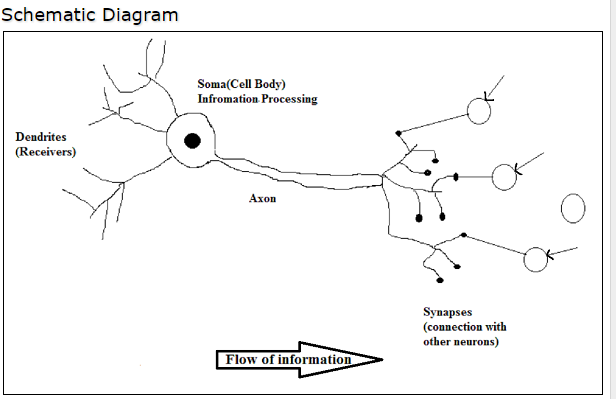 Schematic Diagram
Soma(Cell Body)
Infromation Processing
Dendrites
(Receivers)
Axon
Synapses
(connection with
other neurons)
Flow of information